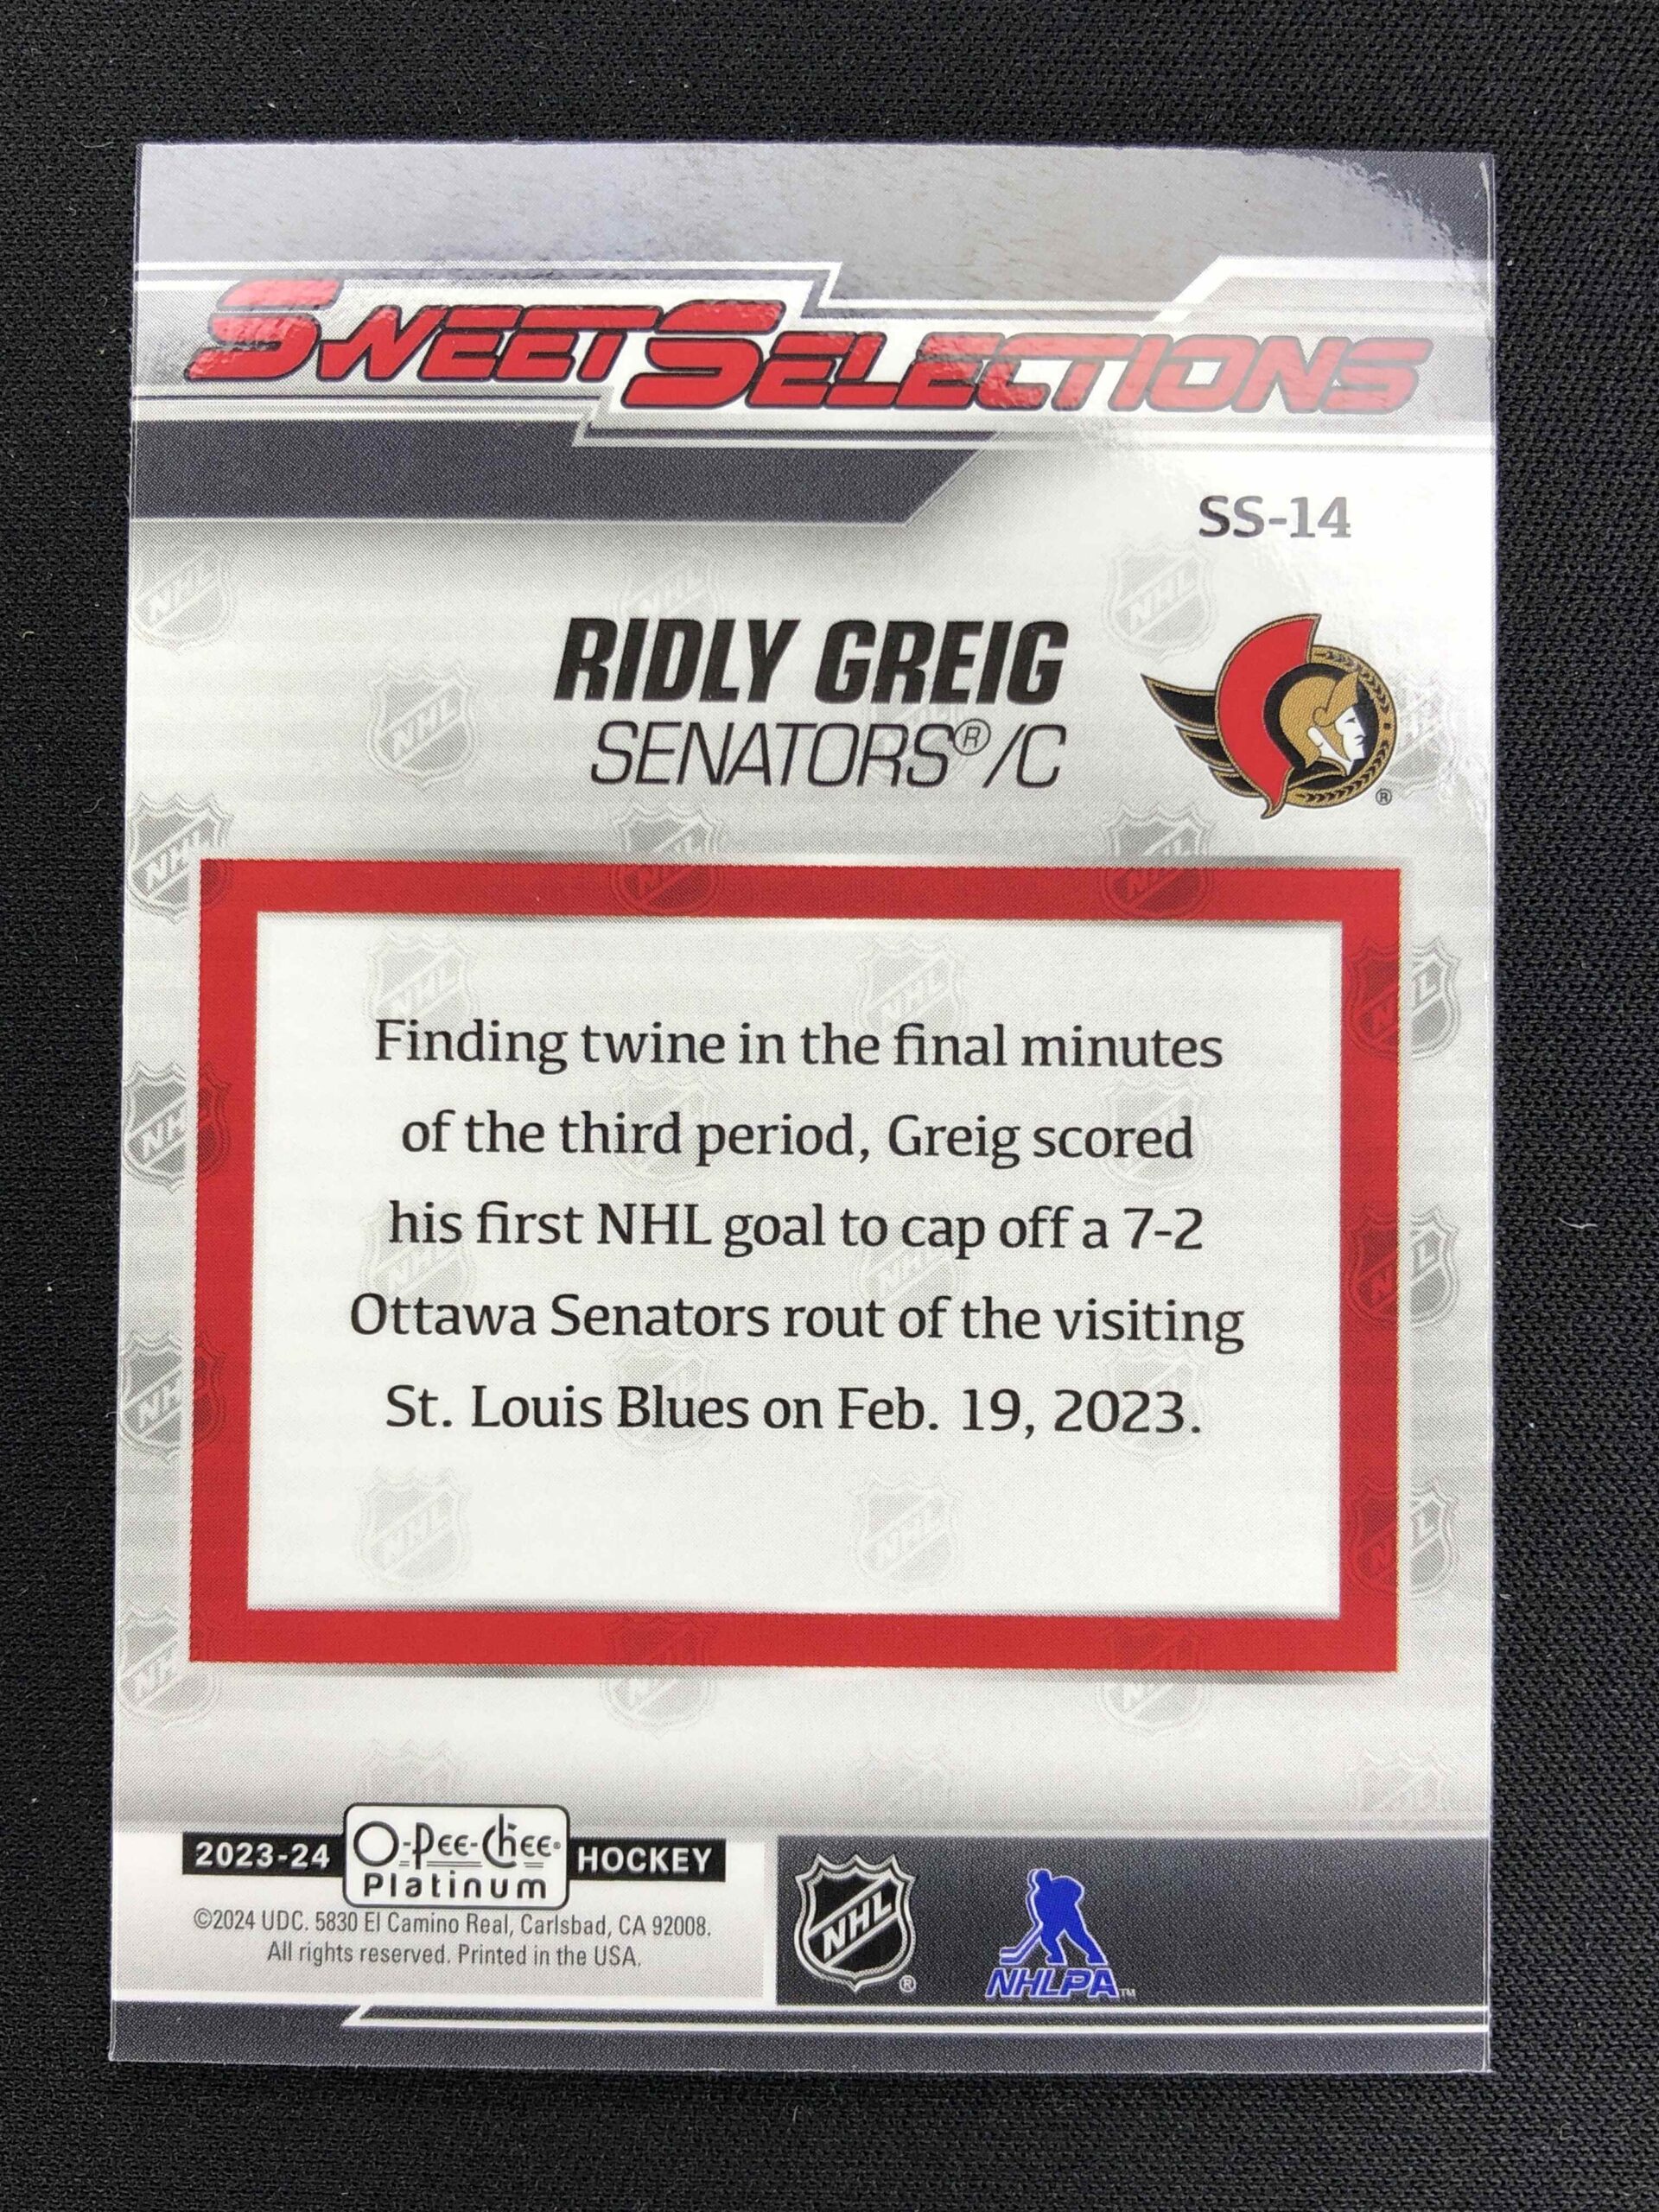 SWEET SELECTIONS
SS-14
RIDLY GREIG
SENATORS®/C
®
Finding twine in the final minutes
of the third period, Greig scored
his first NHL goal to cap off a 7-2
Ottawa Senators rout of the visiting
St. Louis Blues on Feb. 19, 2023.
2023-24 O-Pee-Chee® Platinum HOCKEY
©2024 UDC. 5830 El Camino Real, Carlsbad, CA 92008.
All rights reserved. Printed in the USA.
NHL ®
NHLPA™